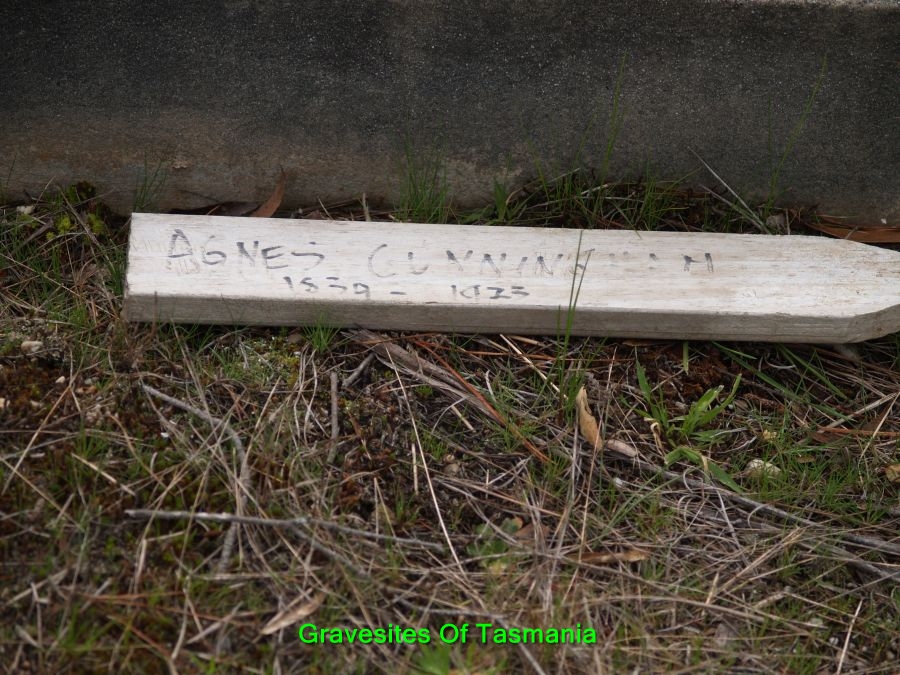 AGNES CUNNINGHAM
1839 - 1923
Gravesites Of Tasmania